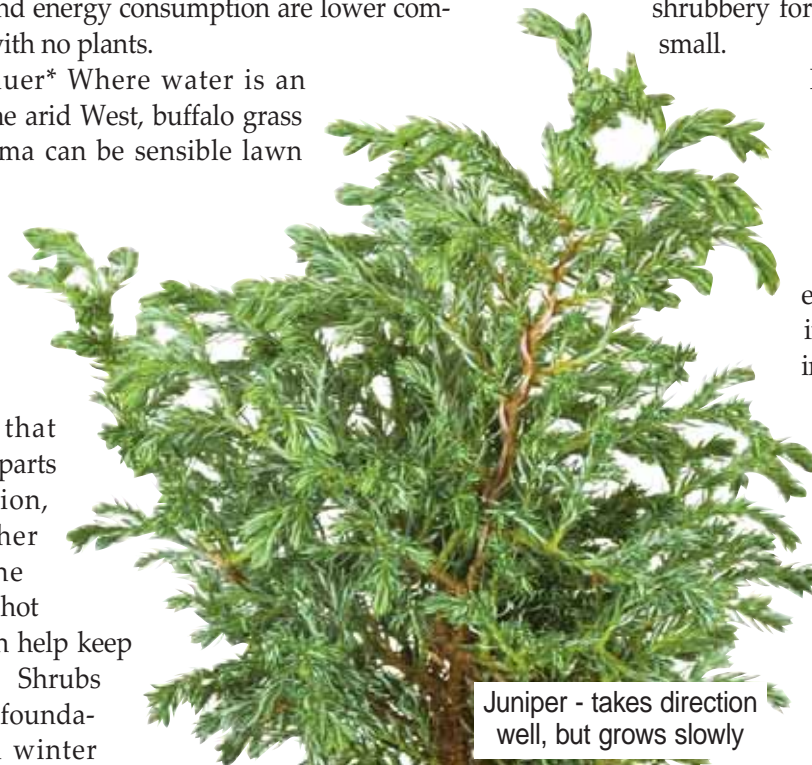 nd energy consumption are lower com-
with no plants.
uer* Where water is an
he arid West, buffalo grass
ma can be sensible lawn
that
parts
ion,
her
he
hot
help keep
Shrubs
founda-
winter
shrubbery for
small.
Juniper - takes direction
well, but grows slowly